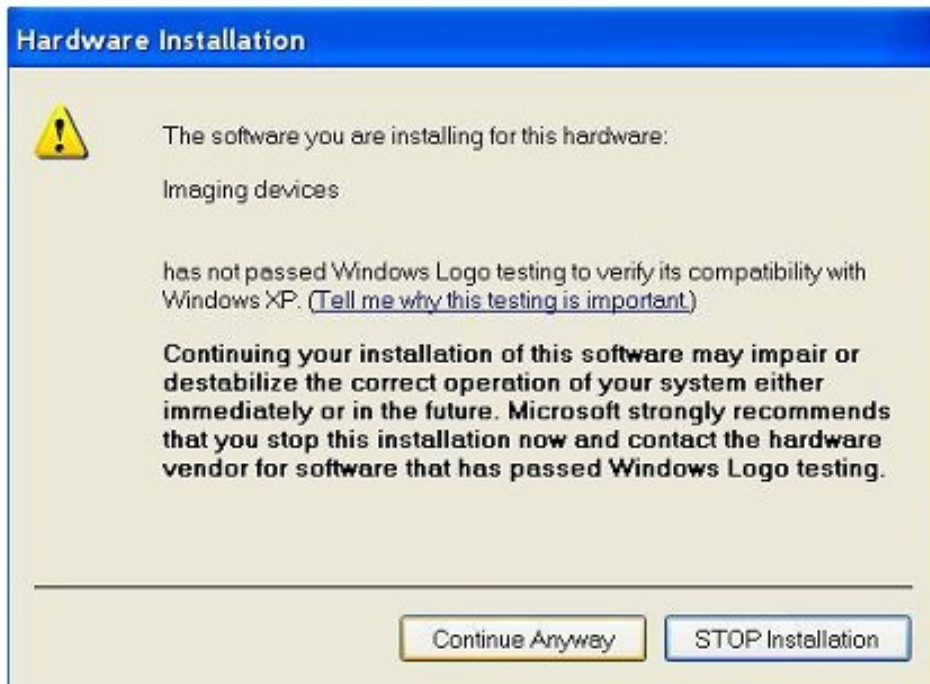 Hardware Installation
The software you are installing for this hardware:
Imaging devices
has not passed Windows Logo testing to verify its compatibility with
Windows XP. (Tell me why this testing is important.)
Continuing your installation of this software may impair or
destabilize the correct operation of your system either
immediately or in the future. Microsoft strongly recommends
that you stop this installation now and contact the hardware
vendor for software that has passed Windows Logo testing.
Continue Anyway
STOP Installation